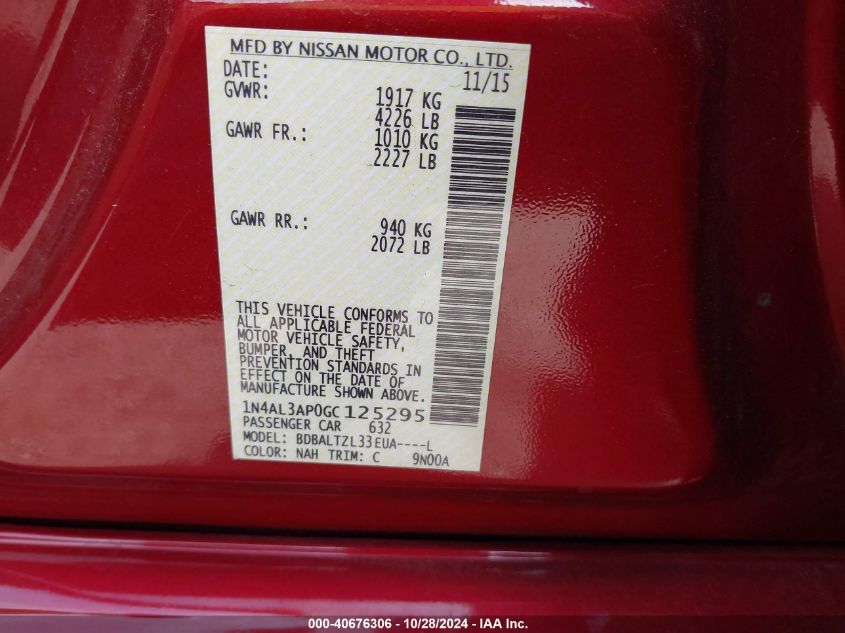 MFD BY NISSAN MOTOR CO., LTD.
DATE: 11/15
GVWR: 1917 KG
4226 LB
GAWR FR.: 1010 KG
2227 LB
GAWR RR.: 940 KG
2072 LB
THIS VEHICLE CONFORMS TO
ALL APPLICABLE FEDERAL
MOTOR VEHICLE SAFETY,
BUMPER, AND THEFT
PREVENTION STANDARDS IN
EFFECT ON THE DATE OF
MANUFACTURE SHOWN ABOVE.
1N4AL3AP0GC125295
PASSENGER CAR 632
MODEL: BDBALTZL33EUA----L
COLOR: NAH TRIM: C 9N00A
000-40676306 - 10/28/2024 - IAA Inc.